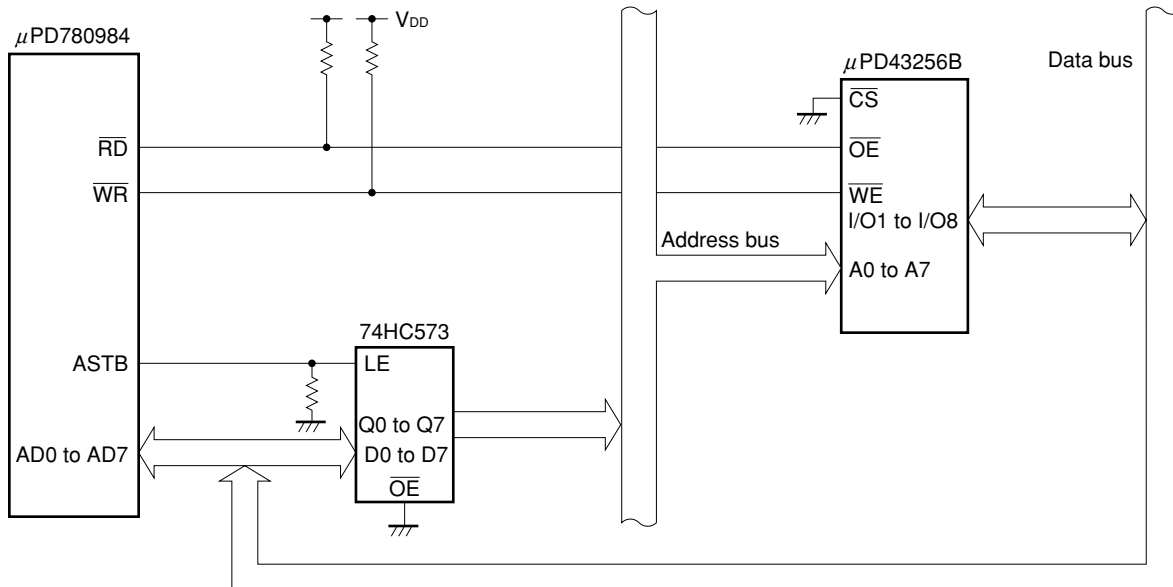 μPD780984
RD
WR
ASTB
AD0 to AD7
VDD
74HC573
LE
Q0 to Q7
D0 to D7
OE
Address bus
μPD43256B
CS
OE
WE
I/O1 to I/O8
A0 to A7
Data bus